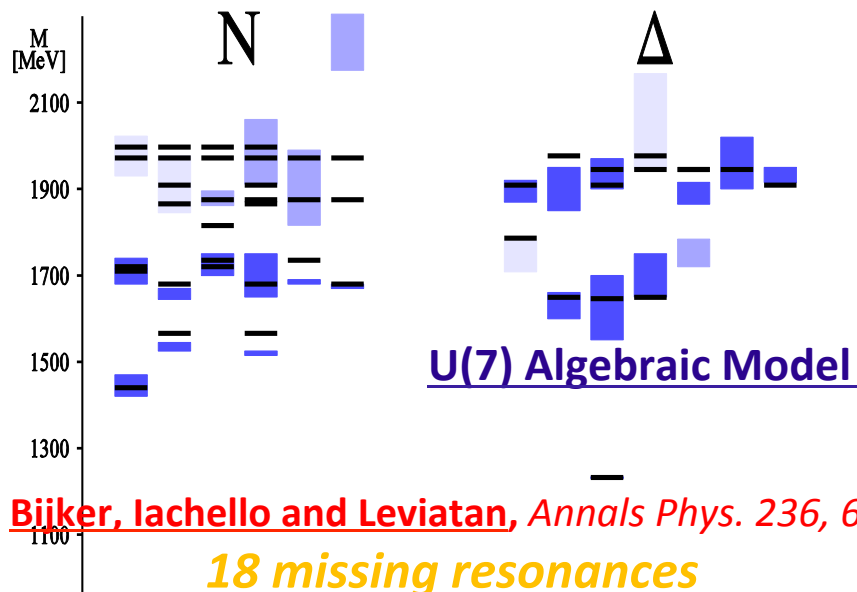 N Δ
M
[MeV]
2100
1900
1700
1500
U(7) Algebraic Model
1300
Bijker, Iachello and Leviatan, Annals Phys. 236, 6
1100
18 missing resonances